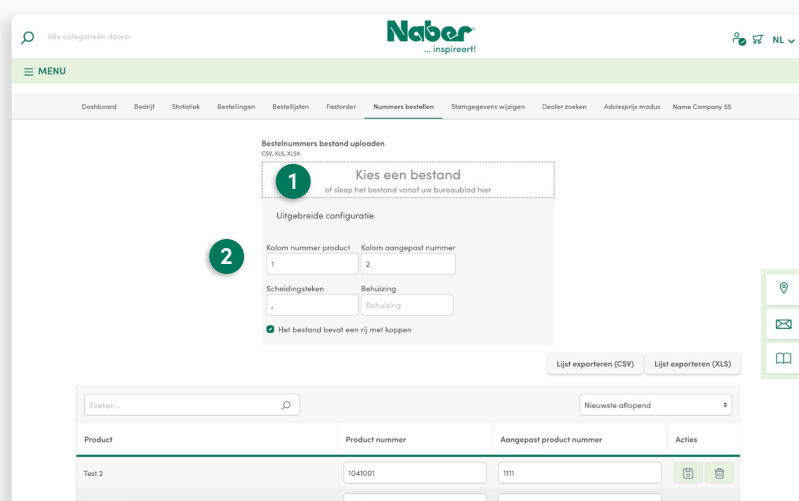 Alle categorieën doorzo
Naber
... inspireert!
NL
MENU
Dashboard Bedrijf Statistiek Bestellingen Bestellijsten Fastorder Nummers bestellen Stamgegevens wijzigen Dealer zoeken Adviesprijs modus Name Company 55
Bestelnummers bestand uploaden
CSV, XLS, XLSX
1
Kies een bestand
of sleep het bestand vanaf uw bureaublad hier
Uitgebreide configuratie
2
Kolom nummer product Kolom aangepast nummer
1 2
Scheidingsteken Behuizing
, Behuizing
Het bestand bevat een rij met koppen
Lijst exporteren (CSV) Lijst exporteren (XLS)
Zoeken... Nieuwste aflopend
Product Product nummer Aangepast product nummer Acties
Test 2 1041001 1111